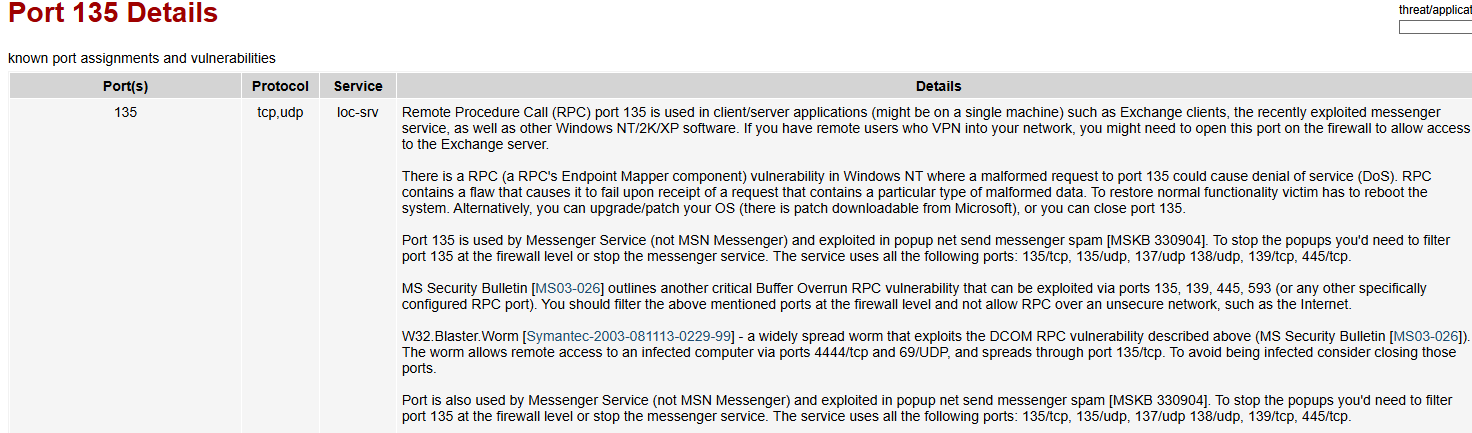 Port 135 Details
threat/applicat
known port assignments and vulnerabilities
Port(s) Protocol Service Details
135 tcp,udp loc-srv Remote Procedure Call (RPC) port 135 is used in client/server applications (might be on a single machine) such as Exchange clients, the recently exploited messenger
service, as well as other Windows NT/2K/XP software. If you have remote users who VPN into your network, you might need to open this port on the firewall to allow access
to the Exchange server.
There is a RPC (a RPC's Endpoint Mapper component) vulnerability in Windows NT where a malformed request to port 135 could cause denial of service (DoS). RPC
contains a flaw that causes it to fail upon receipt of a request that contains a particular type of malformed data. To restore normal functionality victim has to reboot the
system. Alternatively, you can upgrade/patch your OS (there is patch downloadable from Microsoft), or you can close port 135.
Port 135 is used by Messenger Service (not MSN Messenger) and exploited in popup net send messenger spam [MSKB 330904]. To stop the popups you'd need to filter
port 135 at the firewall level or stop the messenger service. The service uses all the following ports: 135/tcp, 135/udp, 137/udp 138/udp, 139/tcp, 445/tcp.
MS Security Bulletin [MS03-026] outlines another critical Buffer Overrun RPC vulnerability that can be exploited via ports 135, 139, 445, 593 (or any other specifically
configured RPC port). You should filter the above mentioned ports at the firewall level and not allow RPC over an unsecure network, such as the Internet.
W32.Blaster.Worm [Symantec-2003-081113-0229-99] - a widely spread worm that exploits the DCOM RPC vulnerability described above (MS Security Bulletin [MS03-026]).
The worm allows remote access to an infected computer via ports 4444/tcp and 69/UDP, and spreads through port 135/tcp. To avoid being infected consider closing those
ports.
Port is also used by Messenger Service (not MSN Messenger) and exploited in popup net send messenger spam [MSKB 330904]. To stop the popups you'd need to filter
port 135 at the firewall level or stop the messenger service. The service uses all the following ports: 135/tcp, 135/udp, 137/udp 138/udp, 139/tcp, 445/tcp.